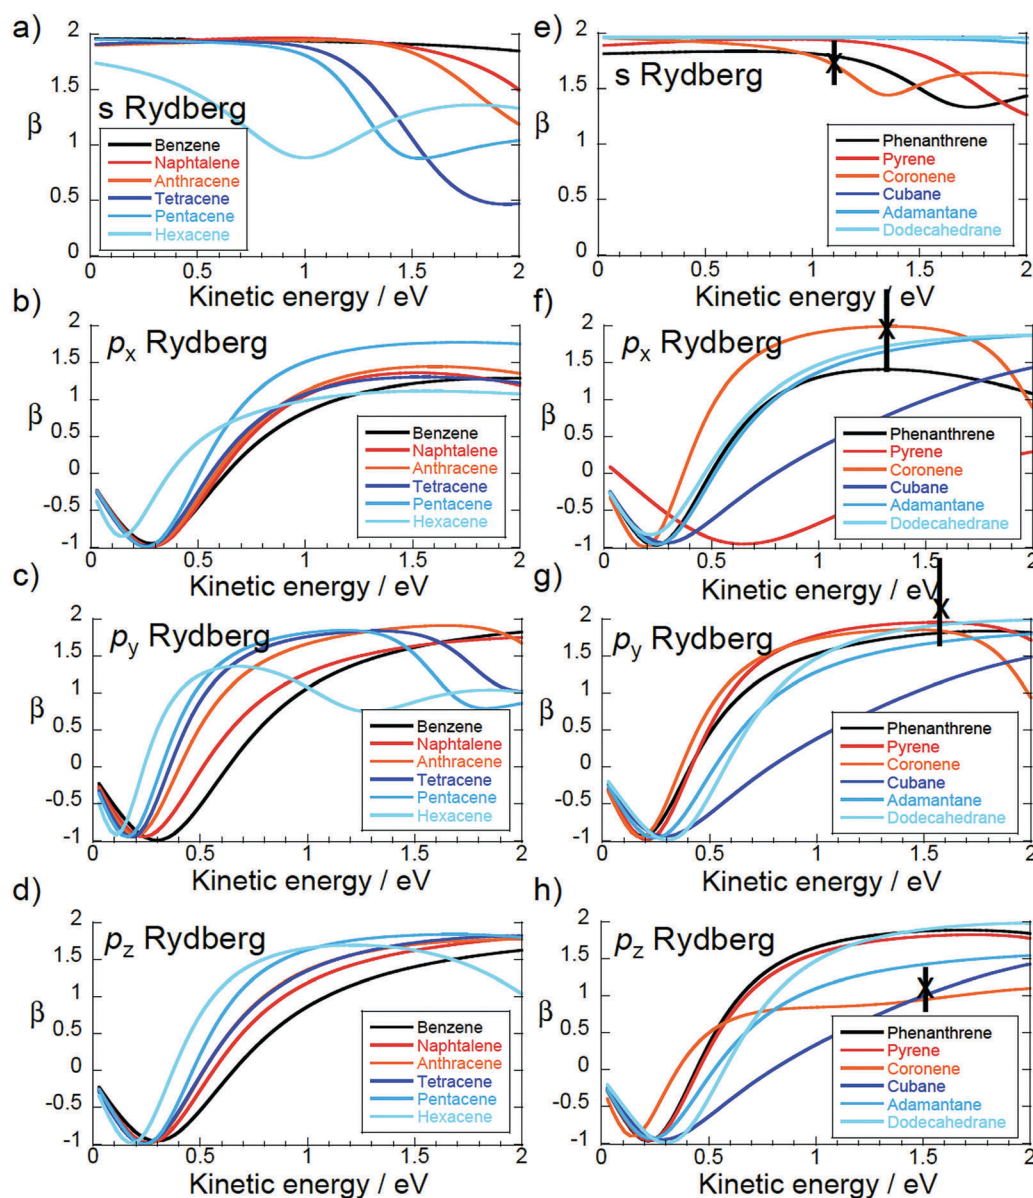 a)
2
1.5
β
1
0.5
0
s Rydberg
Benzene
Naphtalene
Anthracene
Tetracene
Pentacene
Hexacene
0 0.5 1 1.5 2
Kinetic energy / eV
e)
2
1.5
β
1
0.5
0
s Rydberg
X
Phenanthrene
Pyrene
Coronene
Cubane
Adamantane
Dodecahedrane
0 0.5 1 1.5 2
Kinetic energy / eV
b)
2
1.5
1
β
0.5
0
-0.5
-1
px Rydberg
Benzene
Naphtalene
Anthracene
Tetracene
Pentacene
Hexacene
0 0.5 1 1.5 2
Kinetic energy / eV
f)
2
1.5
1
β
0.5
0
-0.5
-1
px Rydberg
X
Phenanthrene
Pyrene
Coronene
Cubane
Adamantane
Dodecahedrane
0 0.5 1 1.5 2
Kinetic energy / eV
c)
2
1.5
1
β
0.5
0
-0.5
-1
py Rydberg
Benzene
Naphtalene
Anthracene
Tetracene
Pentacene
Hexacene
0 0.5 1 1.5 2
Kinetic energy / eV
g)
2
1.5
1
β
0.5
0
-0.5
-1
py Rydberg
X
Phenanthrene
Pyrene
Coronene
Cubane
Adamantane
Dodecahedrane
0 0.5 1 1.5 2
Kinetic energy / eV
d)
2
1.5
1
β
0.5
0
-0.5
-1
pz Rydberg
Benzene
Naphtalene
Anthracene
Tetracene
Pentacene
Hexacene
0 0.5 1 1.5 2
Kinetic energy / eV
h)
2
1.5
1
β
0.5
0
-0.5
-1
pz Rydberg
X
Phenanthrene
Pyrene
Coronene
Cubane
Adamantane
Dodecahedrane
0 0.5 1 1.5 2
Kinetic energy / eV